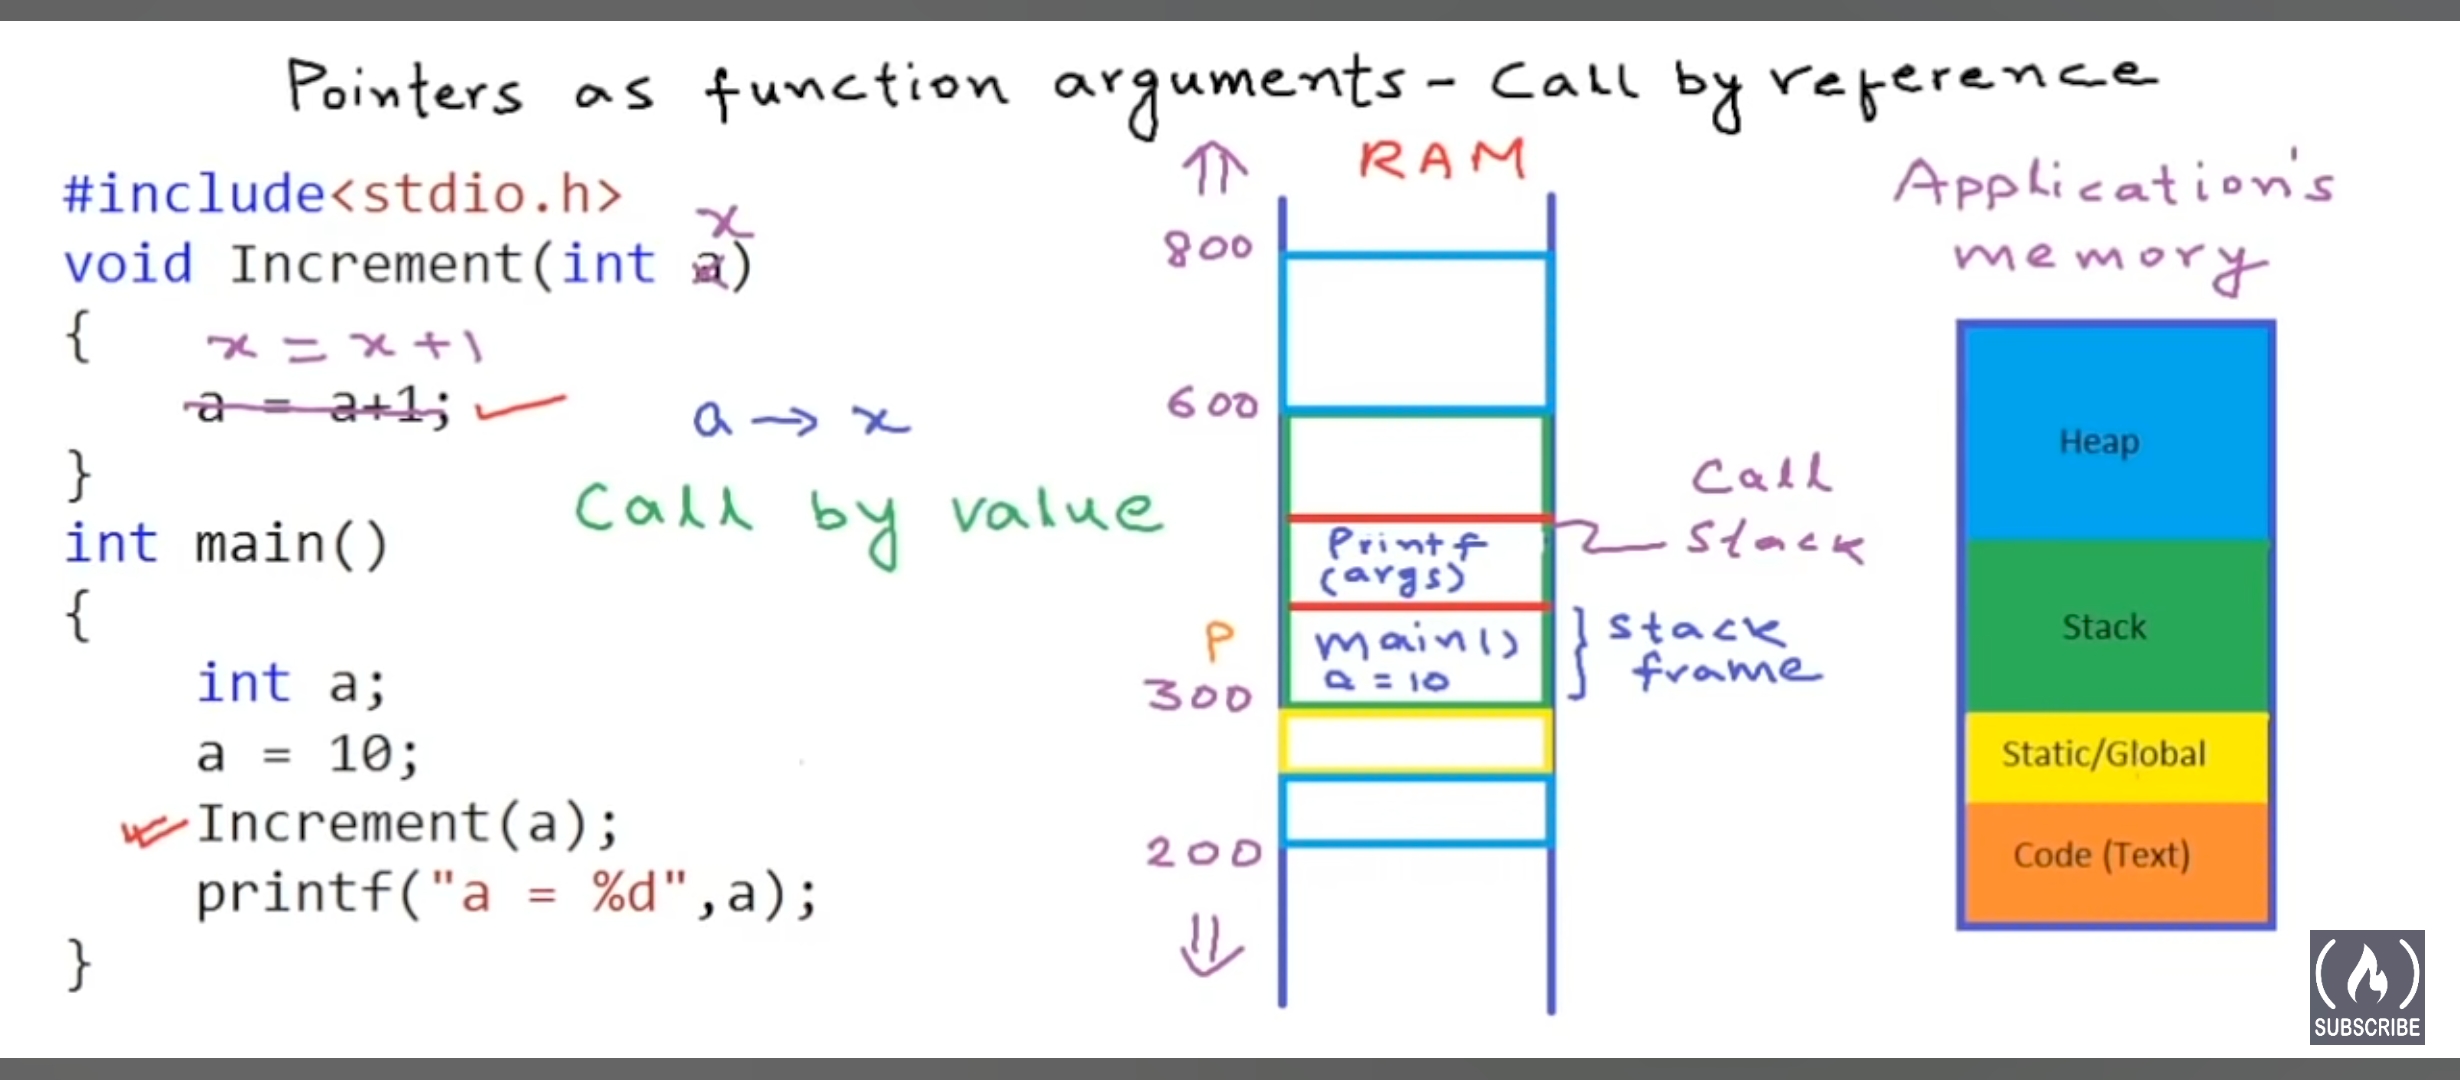 Pointers as function arguments - Call by reference
#include<stdio.h>
x
void Increment(int a)
{
x = x+1
a = a+1;
}
a → x
Call by value
int main()
{
int a;
a = 10;
Increment(a);
printf("a = %d",a);
}
RAM
800
600
P
300
200
Printf
(args)
main()
a = 10
Call
Stack
stack
frame
Application's
memory
Heap
Stack
Static/Global
Code (Text)
SUBSCRIBE